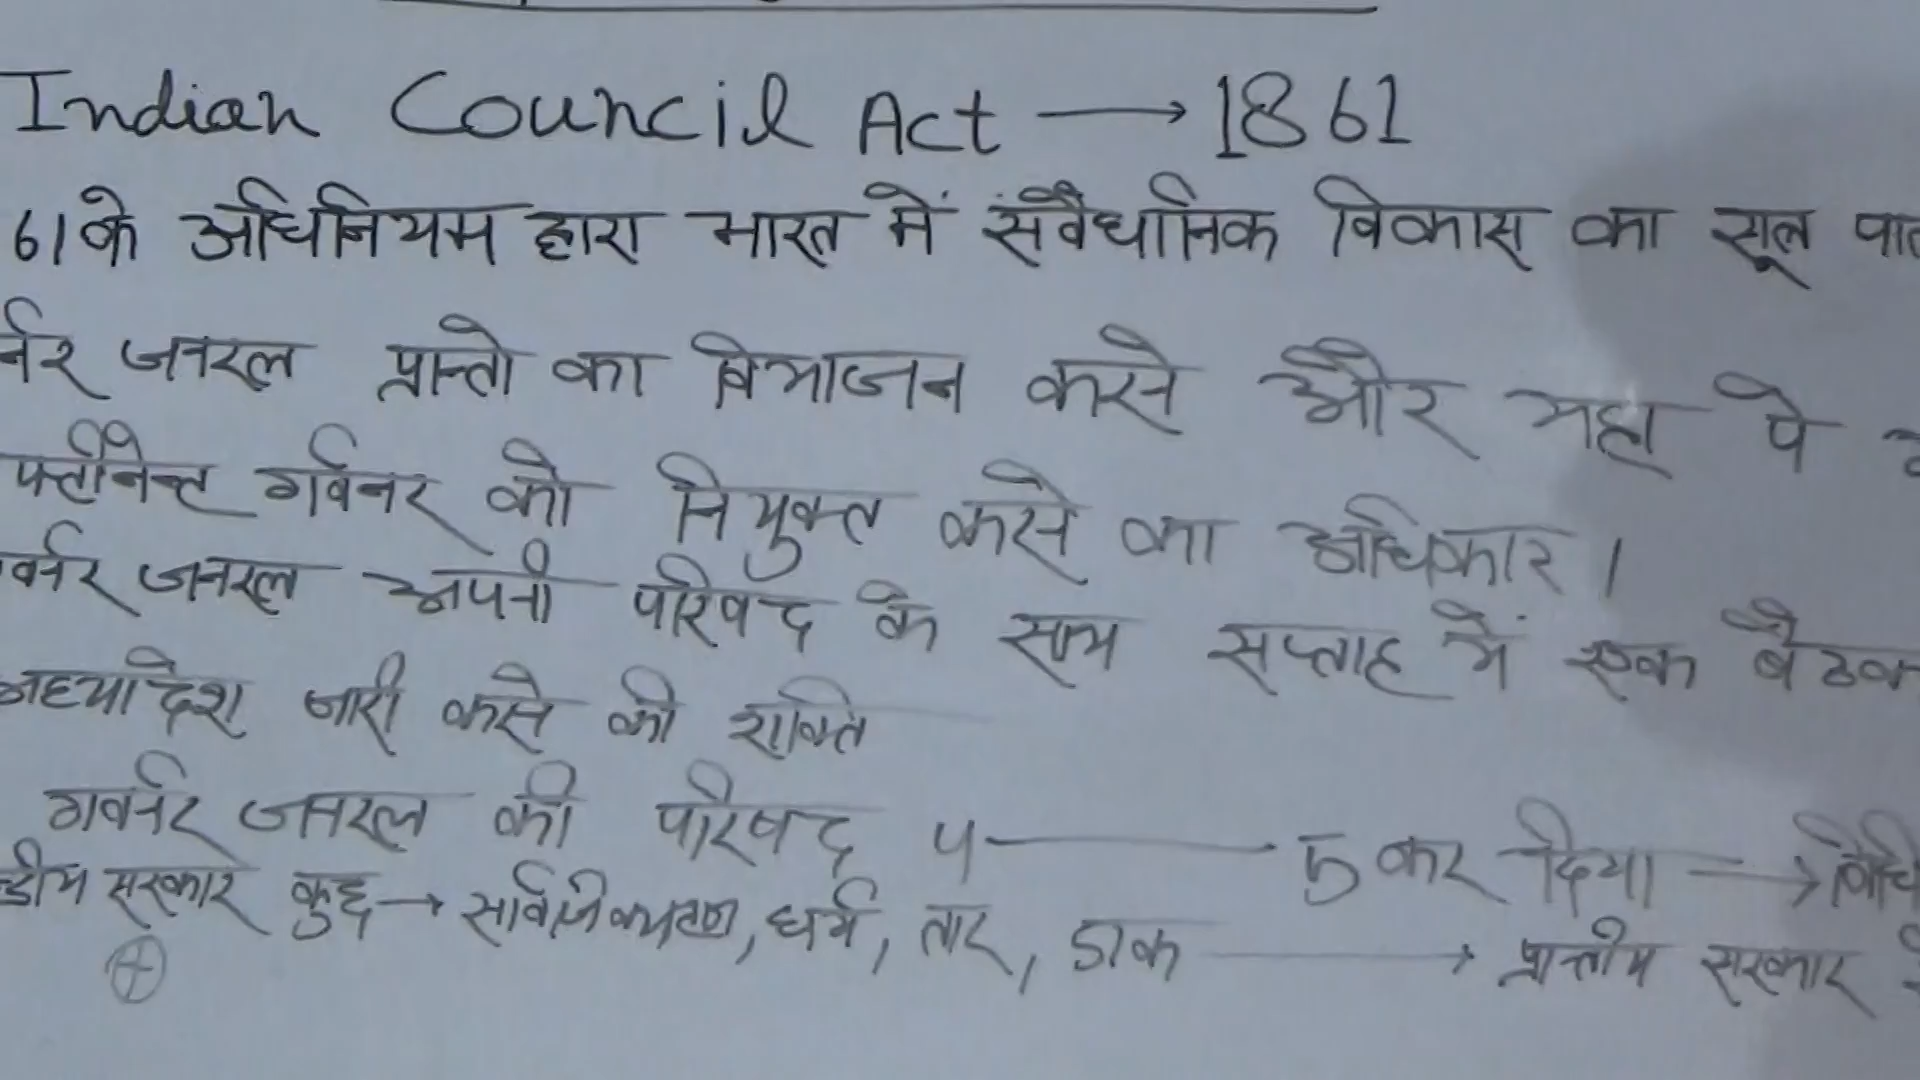 Indian Council Act → 1861
61 के अधिनियम द्वारा भारत में संवैधानिक विकास का सूत्र पात
र्नर जनरल प्रान्तो का विभाजन करने और यहा पे
फ्टीनेन्ट गर्वनर को नियुक्त करने का अधिकार।
वर्नर जनरल अपनी परिषद के साथ सप्ताह में एक बैठक
अध्यादेश जारी करने की शक्ति
गवर्नर जनरल की परिषद 4 — 5 कर दिया → विधि
सरकार कुछ → सार्वजनिक धर्म, तार, डाक → प्रान्तीय सरकार